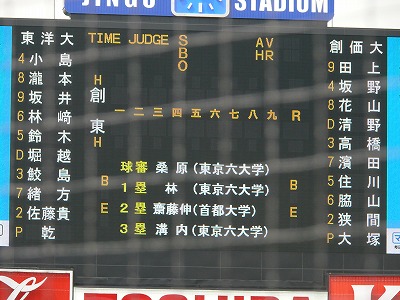 JINGU STADIUM
東洋大
TIME JUDGE S B O AV HR
創価大
4 小島
8 瀧本
9 坂井
6 林
5 鈴木
D 堀越
3 鮫島
7 緒方
2 佐藤貴
P 乾
H 創 東 H
一二三四五六七八九 R
球審 桑原(東京六大学)
1塁 林(東京六大学)
2塁 齋藤伸(首都大学)
3塁 溝内(東京六大学)
B E
B E
9 田上
4 坂野
8 花山
D 清野
3 高橋
7 濱田
5 住川
6 脇山
2 狭間
P 大塚
TOSHIBA